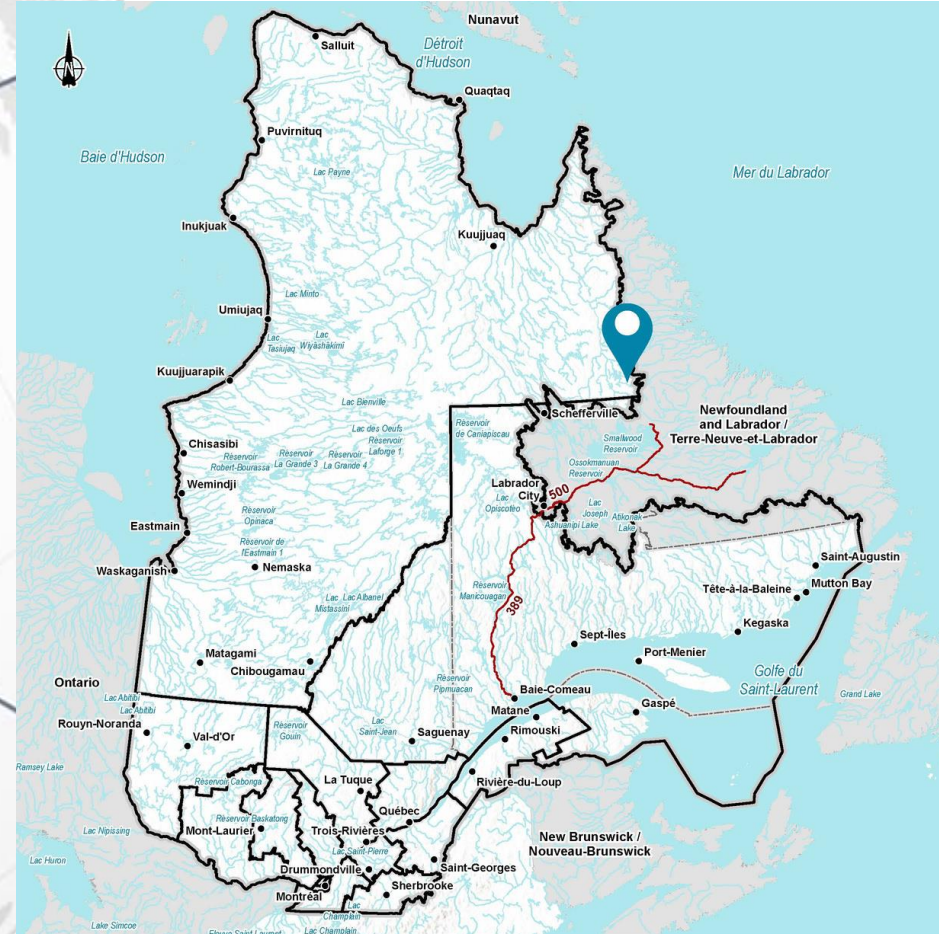 Nunavut
N
Salluit
Détroit
d'Hudson
Quaqtaq
Puvirnituq
Baie d'Hudson
Lac Payne
Mer du Labrador
Inukjuak
Kuujjuaq
Lac Minto
Umiujaq
Lac
Tasiujaq
Lac
Wiyâshâkimî
Kuujjuarapik
Lac Bienville
Schefferville
Newfoundland
and Labrador /
Terre-Neuve-et-Labrador
Réservoir
de Caniapiscau
Lac des Oeufs
Chisasibi
Réservoir
Robert-Bourassa
Réservoir
La Grande 3
Réservoir
La Grande 4
Réservoir
Laforge 1
Smallwood
Reservoir
Ossokmanuan
Reservoir
Wemindji
Labrador
City
500
Lac
Opiscotéo
Lac
Joseph
Atikonak
Lake
Ashuanipi Lake
Réservoir
Opinaca
Eastmain
Réservoir de
l'Eastmain 1
Waskaganish
Nemaska
Saint-Augustin
Réservoir
Manicouagan
389
Tête-à-la-Baleine
Mutton Bay
Lac
Mistassini
Lac Albanel
Kegaska
Sept-Îles
Matagami
Chibougamau
Port-Menier
Ontario
Réservoir
Pipmuacan
Golfe du
Saint-Laurent
Grand Lake
Lac Abitibi
Lac Abitibi
Baie-Comeau
Matane
Gaspé
Rouyn-Noranda
Val-d'Or
Réservoir
Gouin
Lac
Saint-Jean
Saguenay
Rimouski
Ramsey Lake
Réservoir Cabonga
La Tuque
Rivière-du-Loup
Québec
Réservoir Baskatong
Mont-Laurier
Trois-Rivières
Lac Nipissing
Lac Saint-Pierre
New Brunswick /
Nouveau-Brunswick
Lac Huron
Drummondville
Saint-Georges
Montréal
Sherbrooke
Lac
Champlain
Lake Simcoe
Fleuve Saint-Laurent
Lac Champlain